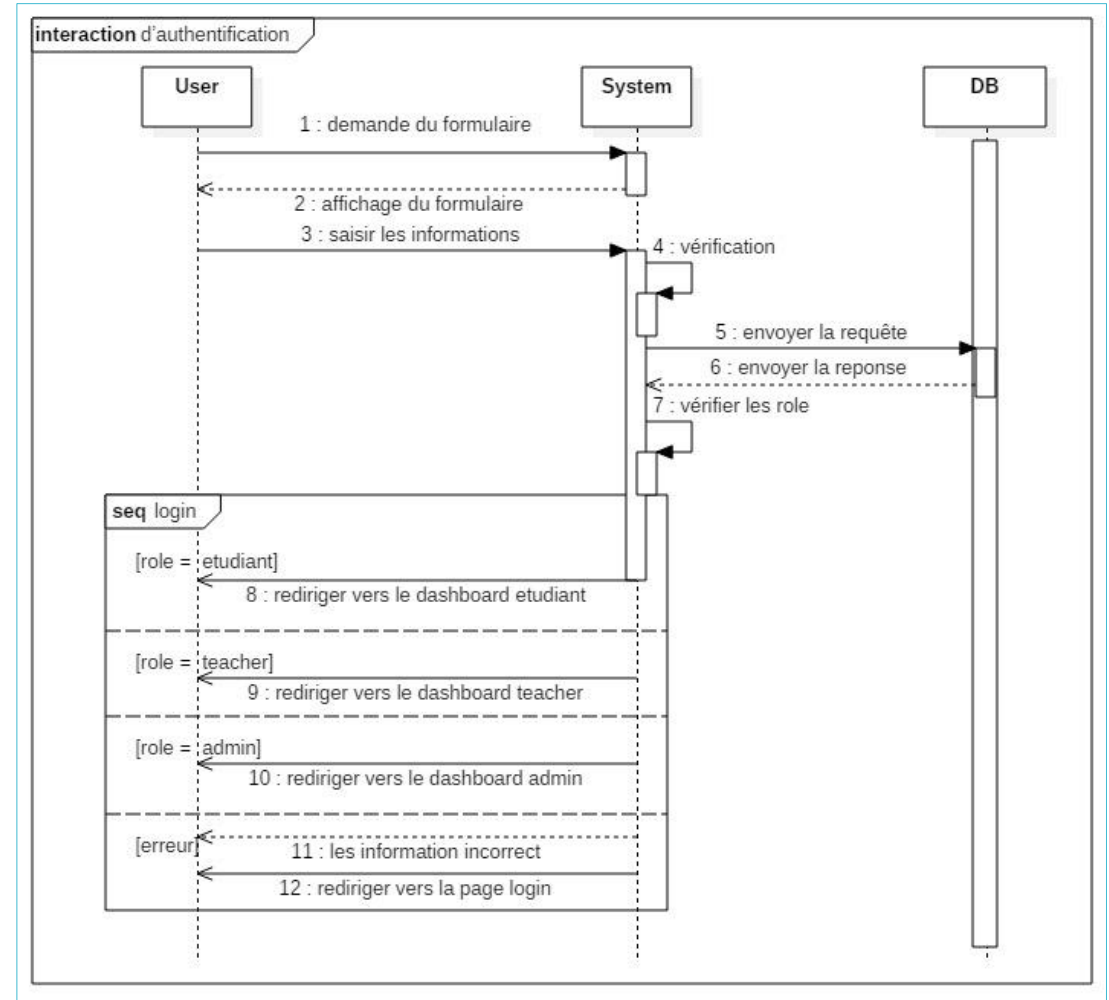 interaction d'authentification
User
System
DB
1 : demande du formulaire
2 : affichage du formulaire
3 : saisir les informations
4 : vérification
5 : envoyer la requête
6 : envoyer la reponse
7 : vérifier les role
seq login
[role = etudiant]
8 : rediriger vers le dashboard etudiant
[role = teacher]
9 : rediriger vers le dashboard teacher
[role = admin]
10 : rediriger vers le dashboard admin
[erreur]
11 : les information incorrect
12 : rediriger vers la page login